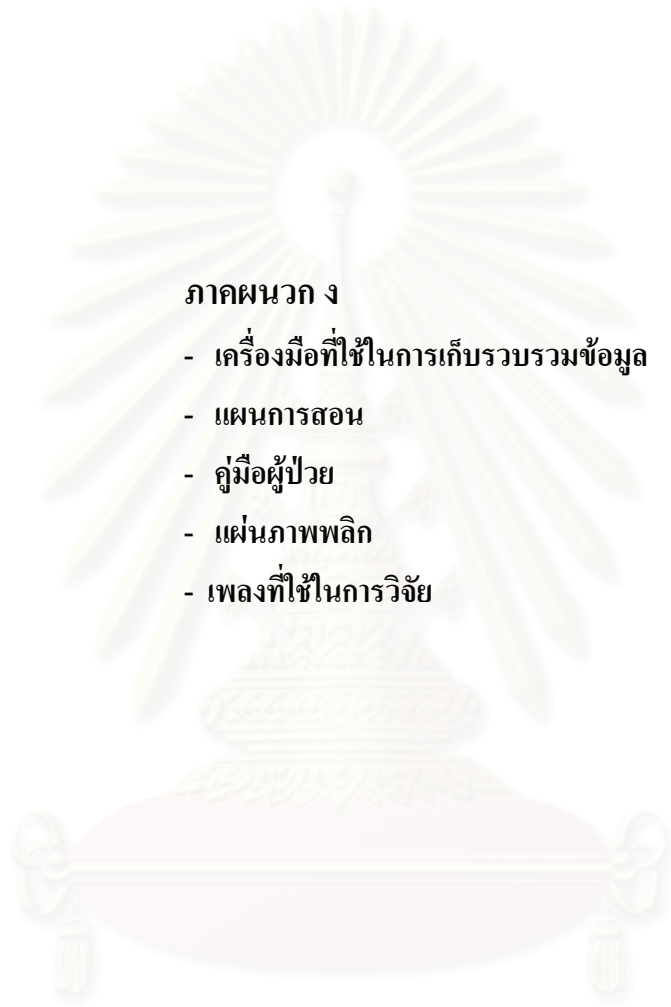 ภาคผนวก ง
- เครื่องมือที่ใช้ในการเก็บรวบรวมข้อมูล
- แผนการสอน
- คู่มือผู้ป่วย
- แผ่นภาพพลิก
- เพลงที่ใช้ในการวิจัย